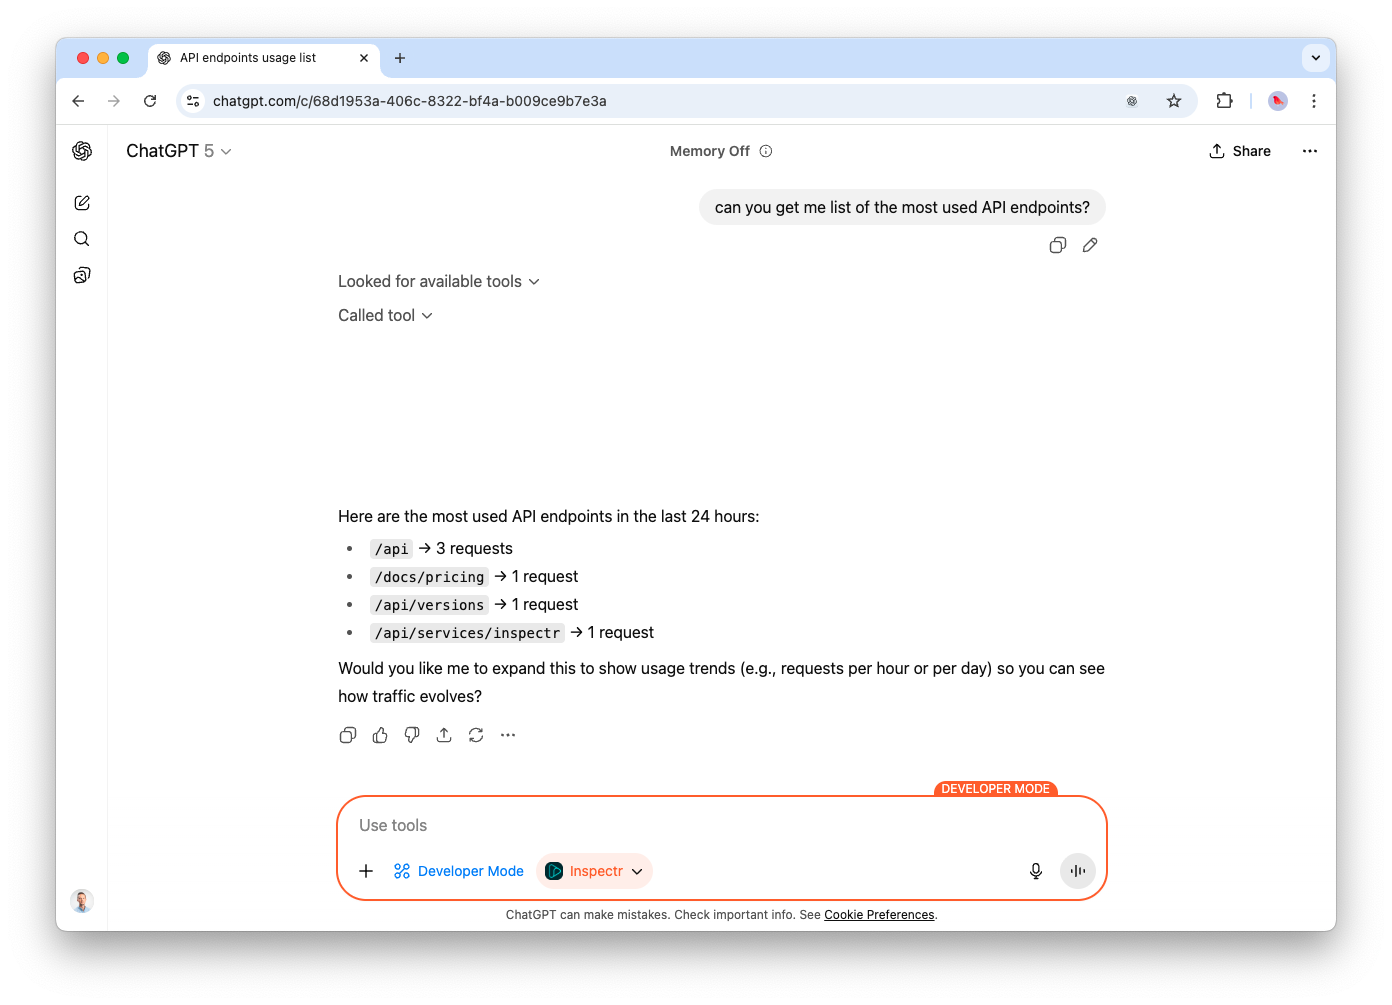 API endpoints usage list
chatgpt.com/c/68d1953a-406c-8322-bf4a-b009ce9b7e3a
ChatGPT 5
Memory Off
Share
can you get me list of the most used API endpoints?
Looked for available tools
Called tool
Here are the most used API endpoints in the last 24 hours:
• /api → 3 requests
• /docs/pricing → 1 request
• /api/versions → 1 request
• /api/services/inspectr → 1 request
Would you like me to expand this to show usage trends (e.g., requests per hour or per day) so you can see
how traffic evolves?
DEVELOPER MODE
Use tools
Developer Mode
Inspectr
ChatGPT can make mistakes. Check important info. See Cookie Preferences.